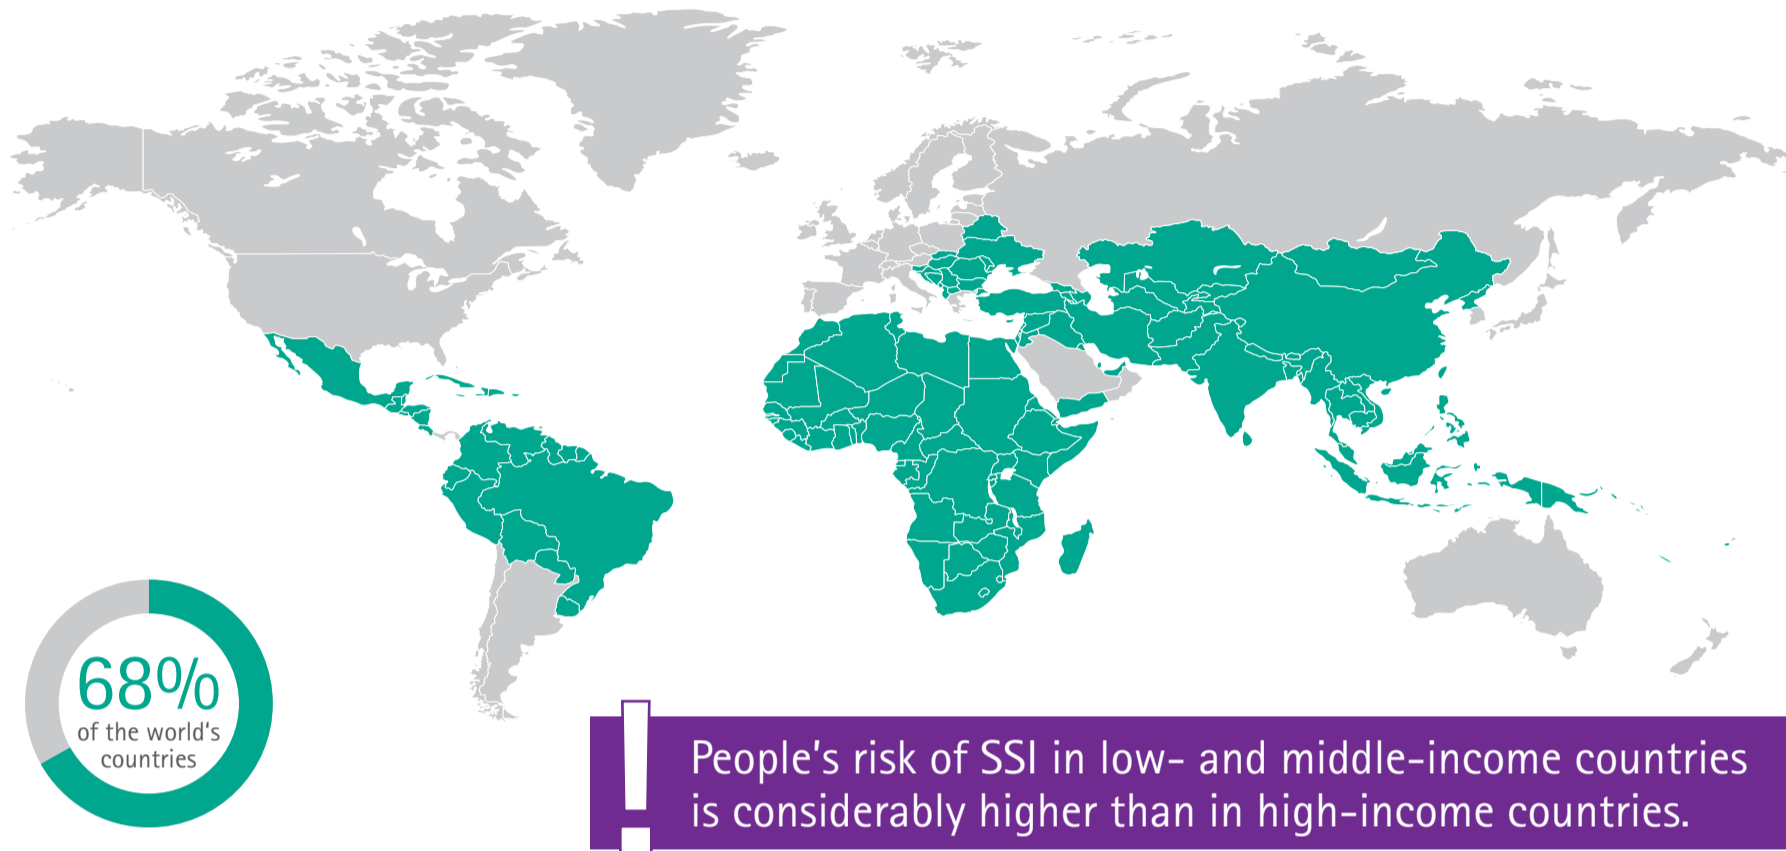 68%
of the world's
countries
!
People's risk of SSI in low- and middle-income countries
is considerably higher than in high-income countries.